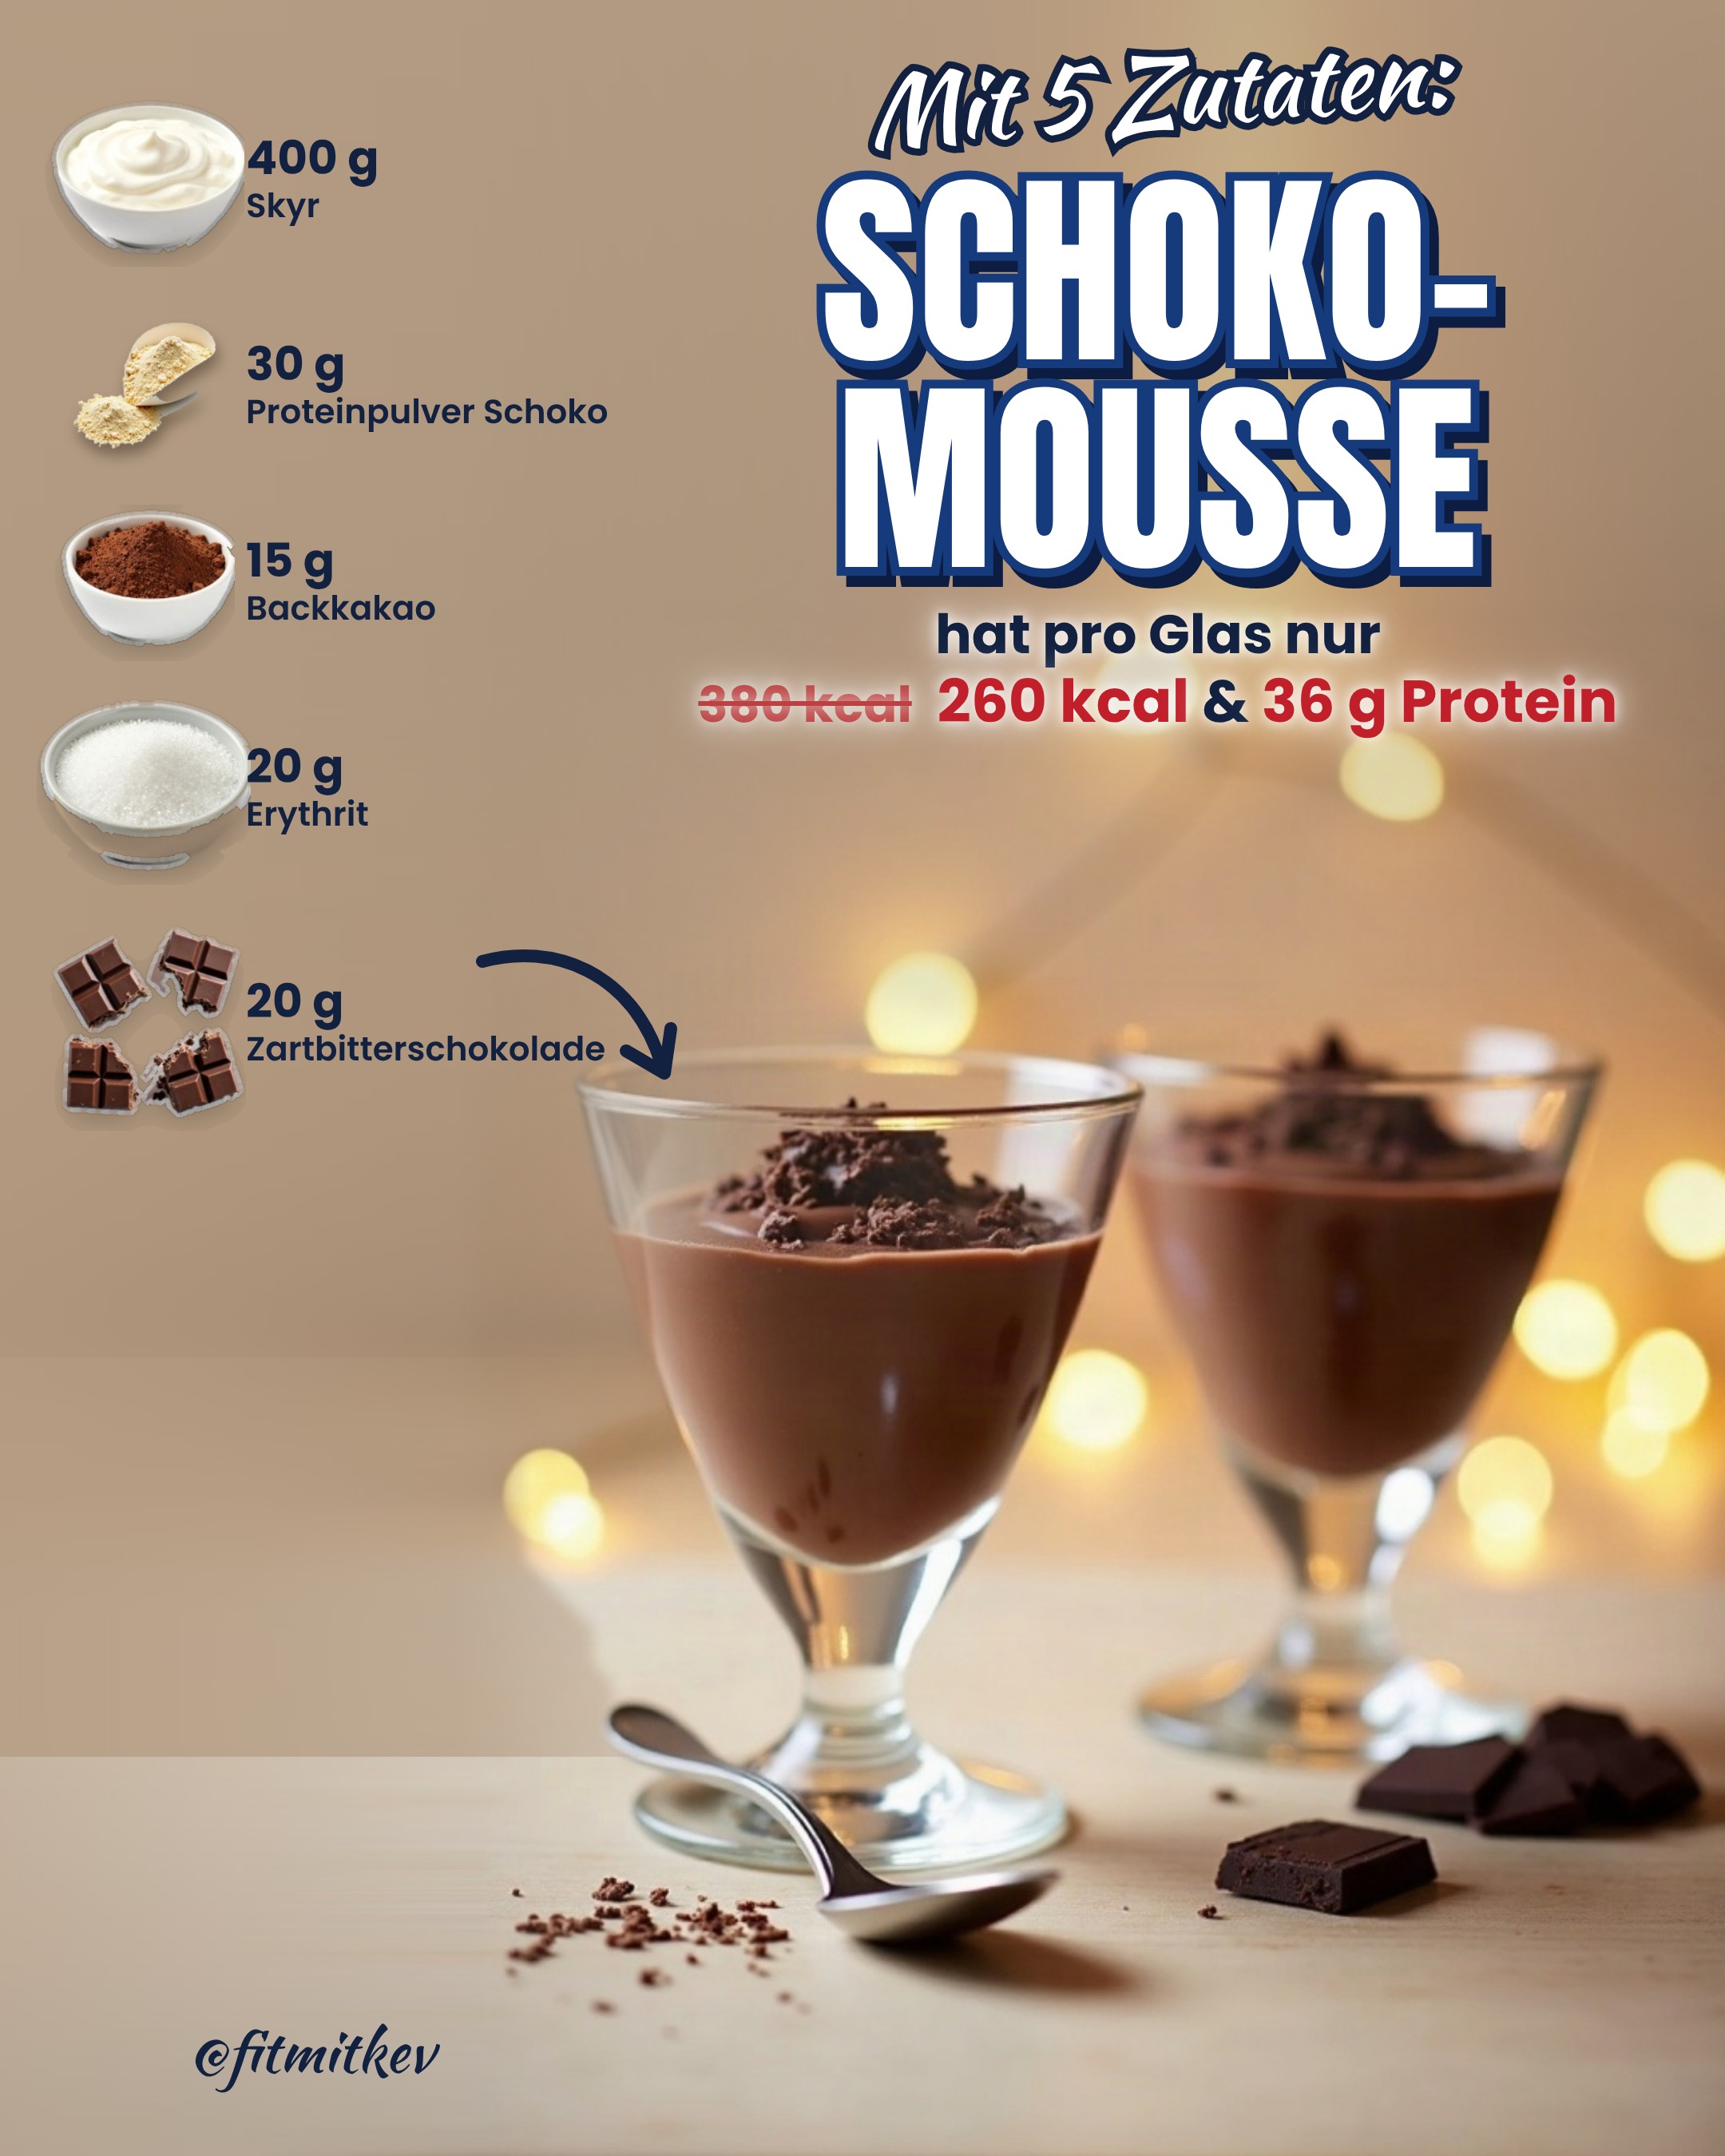 Mit 5 Zutaten:
SCHOKO-
MOUSSE
hat pro Glas nur
380 kcal 260 kcal & 36 g Protein
400 g
Skyr
30 g
Proteinpulver Schoko
15 g
Backkakao
20 g
Erythrit
20 g
Zartbitterschokolade
@fitmitkev